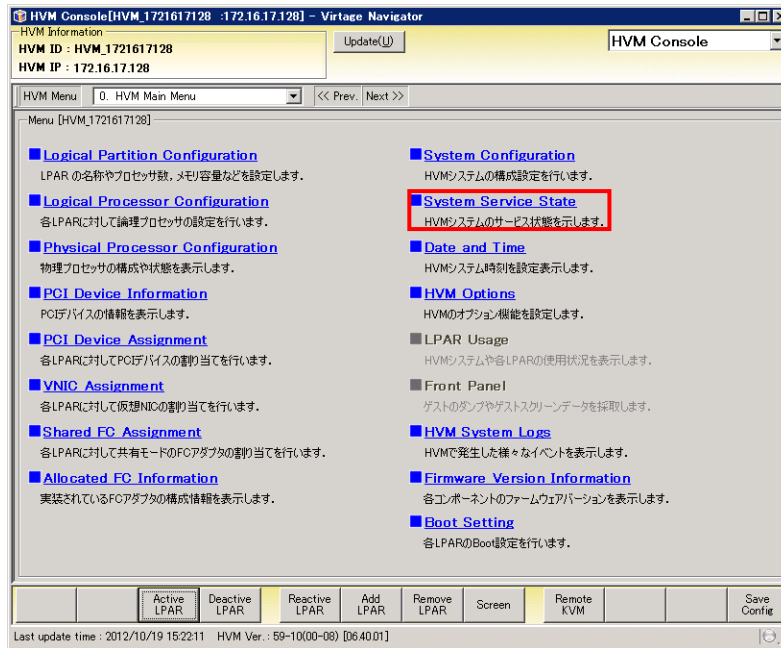 HVM Console[HVM_1721617128 :172.16.17.128] - Virtage Navigator
HVM Information
HVM ID : HVM_1721617128
HVM IP : 172.16.17.128
Update(U)
HVM Console
HVM Menu
0. HVM Main Menu
<< Prev.
Next >>
Menu [HVM_1721617128]
Logical Partition Configuration
LPAR の名称やプロセッサ数, メモリ容量などを設定します.
Logical Processor Configuration
各LPARに対して論理プロセッサの設定を行います.
Physical Processor Configuration
物理プロセッサの構成や状態を表示します.
PCI Device Information
PCIデバイスの情報を表示します.
PCI Device Assignment
各LPARに対してPCIデバイスの割り当てを行います.
VNIC Assignment
各LPARに対して仮想NICの割り当てを行います.
Shared FC Assignment
各LPARに対して共有モードのFCアダプタの割り当てを行います.
Allocated FC Information
実装されているFCアダプタの構成情報を表示します.
System Configuration
HVMシステムの構成設定を行います.
System Service State
HVMシステムのサービス状態を示します.
Date and Time
HVMシステム時刻を設定表示します.
HVM Options
HVMのオプション機能を設定します.
LPAR Usage
HVMシステムや各LPARの使用状況を表示します.
Front Panel
ゲストのダンプやゲストスクリーンデータを採取します.
HVM System Logs
HVMで発生した様々なイベントを表示します.
Firmware Version Information
各コンポーネントのファームウェアバージョンを表示します.
Boot Setting
各LPARのBoot設定を行います.
Active LPAR
Deactive LPAR
Reactive LPAR
Add LPAR
Remove LPAR
Screen
Remote KVM
Save Config
Last update time : 2012/10/19 15:22:11 HVM Ver. : 59-10(00-08) [06.40.01]